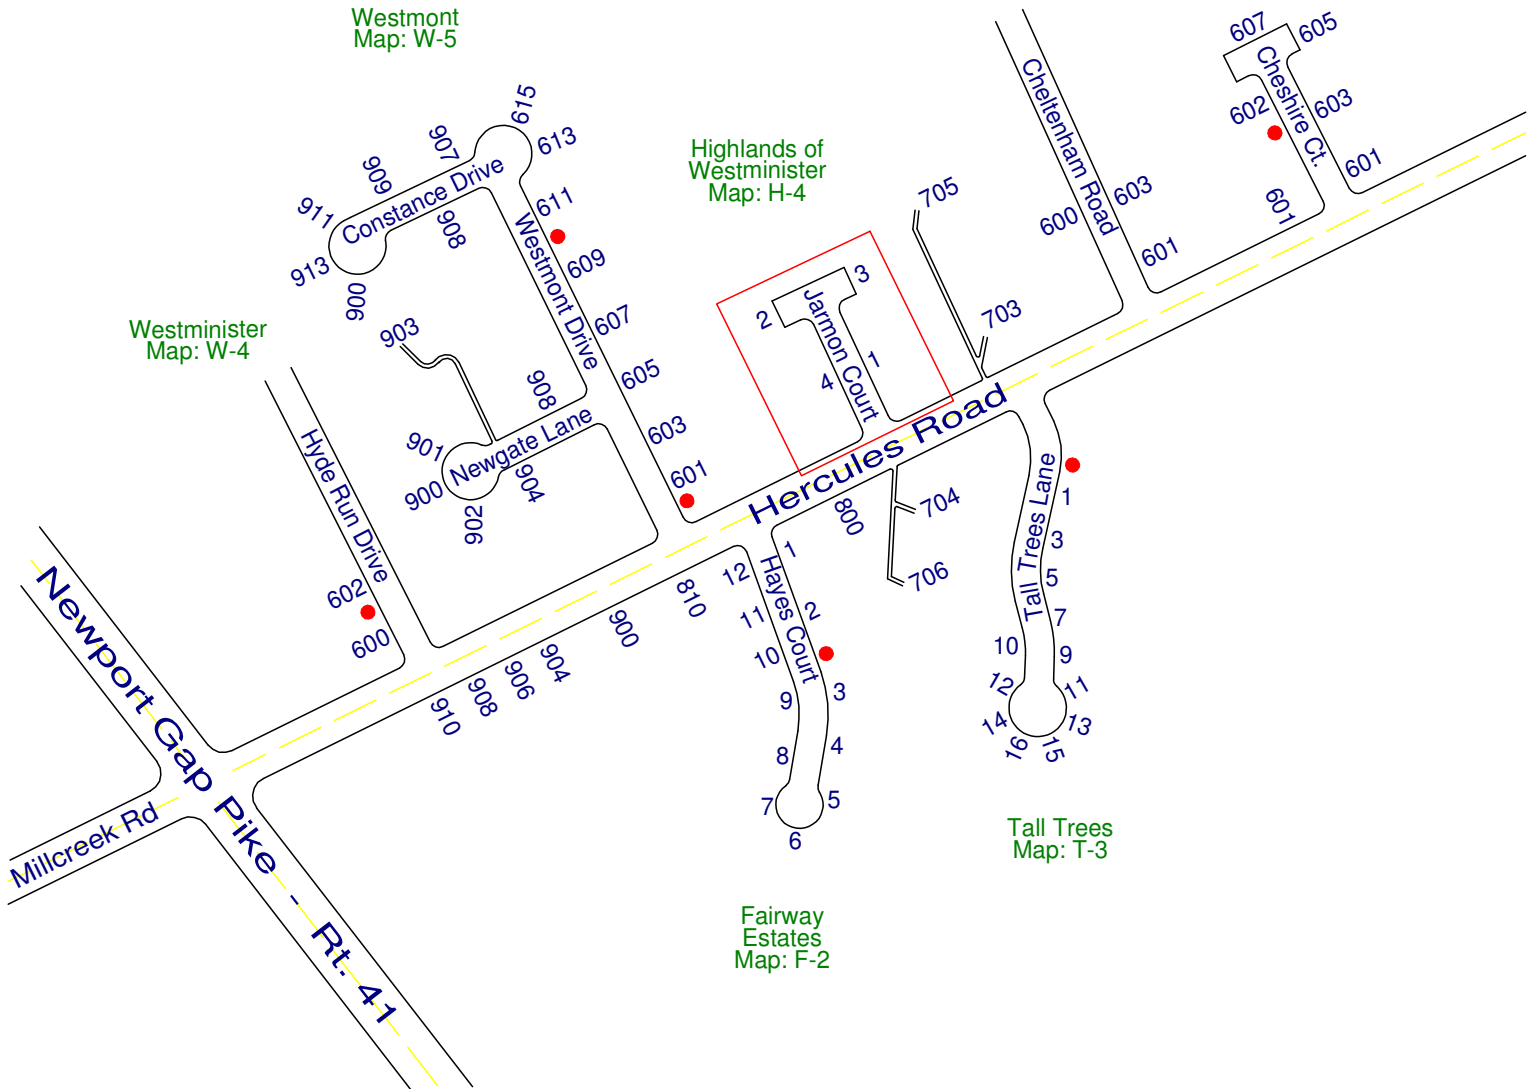 Westmont
Map: W-5
607
605
Cheshire Ct.
602
603
601
601
Cheltenham Road
600
603
601
615
613
907
909
Constance Drive
911
913
900
908
611
609
Westmont Drive
607
605
603
601
Highlands of
Westminister
Map: H-4
705
703
3
2
Jarmon Court
1
4
Westminister
Map: W-4
903
908
901
Newgate Lane
900
902
904
Hyde Run Drive
602
600
Hercules Road
800
704
706
810
900
904
906
908
910
1
12
Hayes Court
11
2
10
9
3
8
4
7
5
6
Tall Trees Lane
1
3
5
7
10
9
12
11
14
13
16
15
Newport Gap Pike - Rt. 41
Millcreek Rd
Tall Trees
Map: T-3
Fairway
Estates
Map: F-2